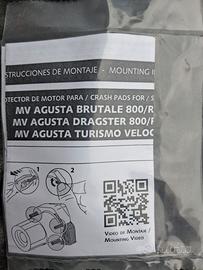 STRUCCIONES DE MONTAJE - MOUNTING I
OTECTOR DE MOTOR PARA / CRASH PADS FOR / S
MV AGUSTA BRUTALE 800/R
MV AGUSTA DRAGSTER 800/R
MV AGUSTA TURISMO VELOC
1
2
VIDEO DE MONTAJE /
MOUNTING VIDEO